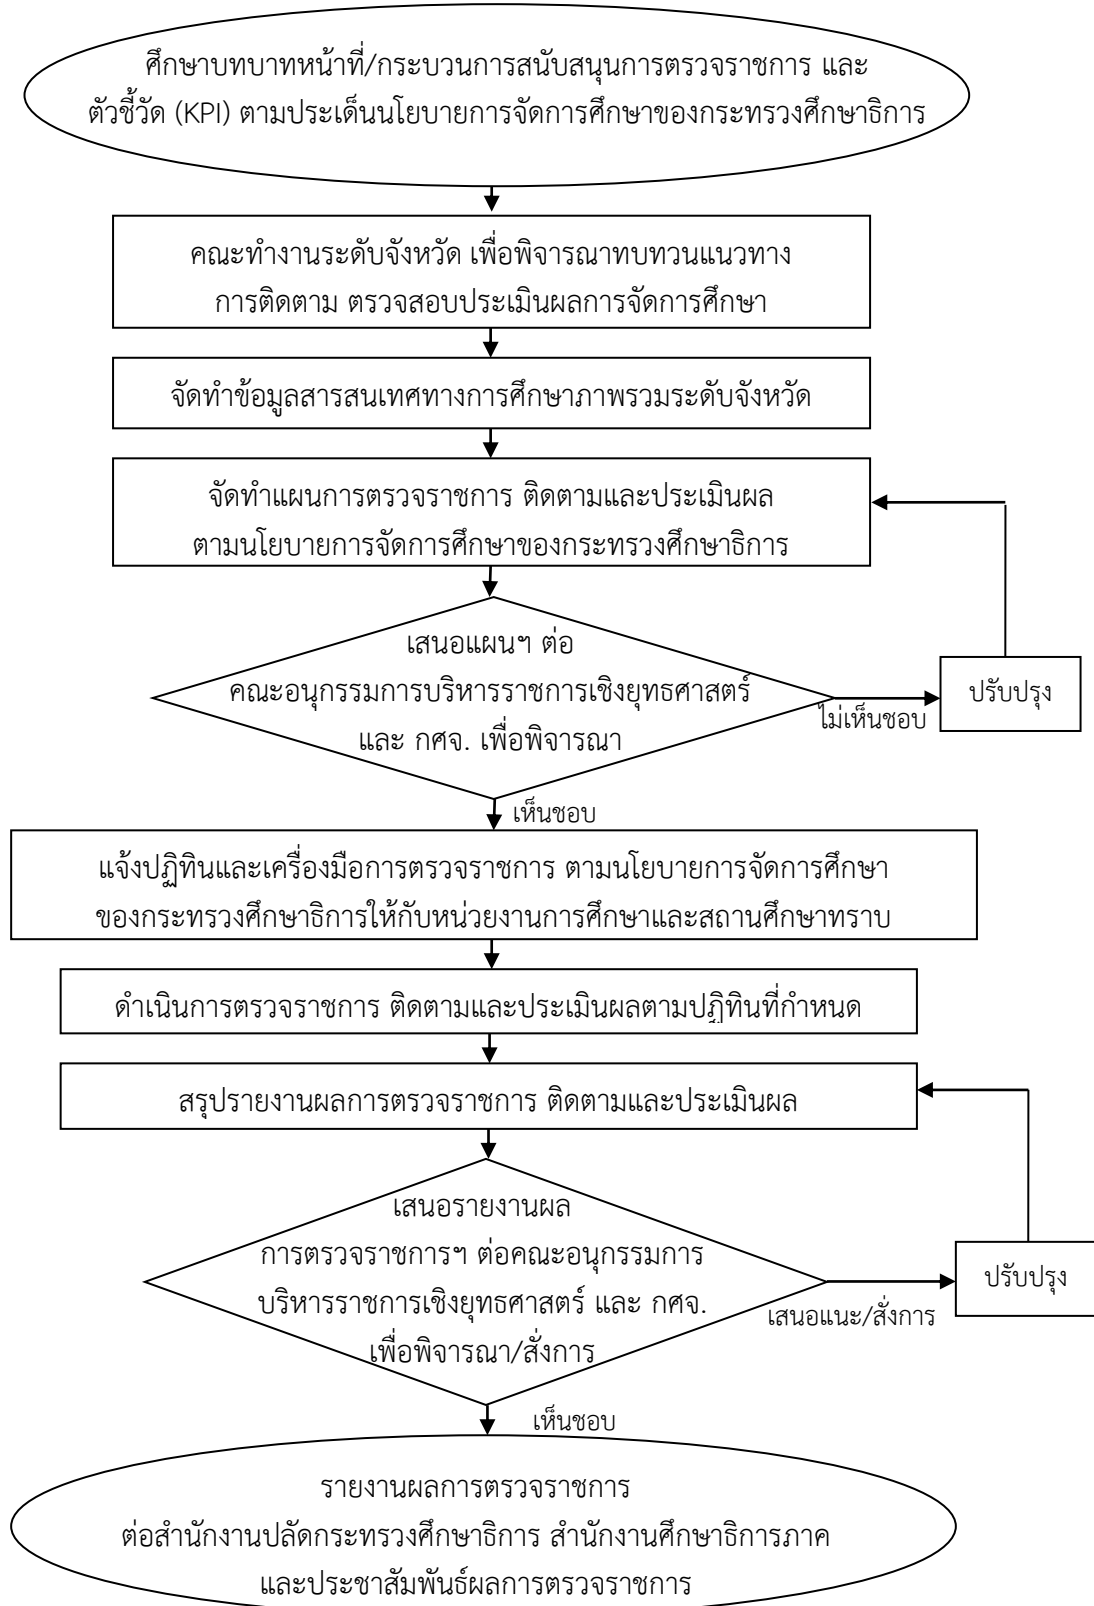 ศึกษาบทบาทหน้าที่/กระบวนการสนับสนุนการตรวจราชการ และ
ตัวชี้วัด (KPI) ตามประเด็นนโยบายการจัดการศึกษาของกระทรวงศึกษาธิการ
คณะทำงานระดับจังหวัด เพื่อพิจารณาทบทวนแนวทาง
การติดตาม ตรวจสอบประเมินผลการจัดการศึกษา
จัดทำข้อมูลสารสนเทศทางการศึกษาภาพรวมระดับจังหวัด
จัดทำแผนการตรวจราชการ ติดตามและประเมินผล
ตามนโยบายการจัดการศึกษาของกระทรวงศึกษาธิการ
เสนอแผนฯ ต่อ
คณะอนุกรรมการบริหารราชการเชิงยุทธศาสตร์
และ กศจ. เพื่อพิจารณา
ไม่เห็นชอบ
ปรับปรุง
เห็นชอบ
แจ้งปฏิทินและเครื่องมือการตรวจราชการ ตามนโยบายการจัดการศึกษา
ของกระทรวงศึกษาธิการให้กับหน่วยงานการศึกษาและสถานศึกษาทราบ
ดำเนินการตรวจราชการ ติดตามและประเมินผลตามปฏิทินที่กำหนด
สรุปรายงานผลการตรวจราชการ ติดตามและประเมินผล
เสนอรายงานผล
การตรวจราชการฯ ต่อคณะอนุกรรมการ
บริหารราชการเชิงยุทธศาสตร์ และ กศจ.
เพื่อพิจารณา/สั่งการ
เสนอแนะ/สั่งการ
ปรับปรุง
เห็นชอบ
รายงานผลการตรวจราชการ
ต่อสำนักงานปลัดกระทรวงศึกษาธิการ สำนักงานศึกษาธิการภาค
และประชาสัมพันธ์ผลการตรวจราชการ